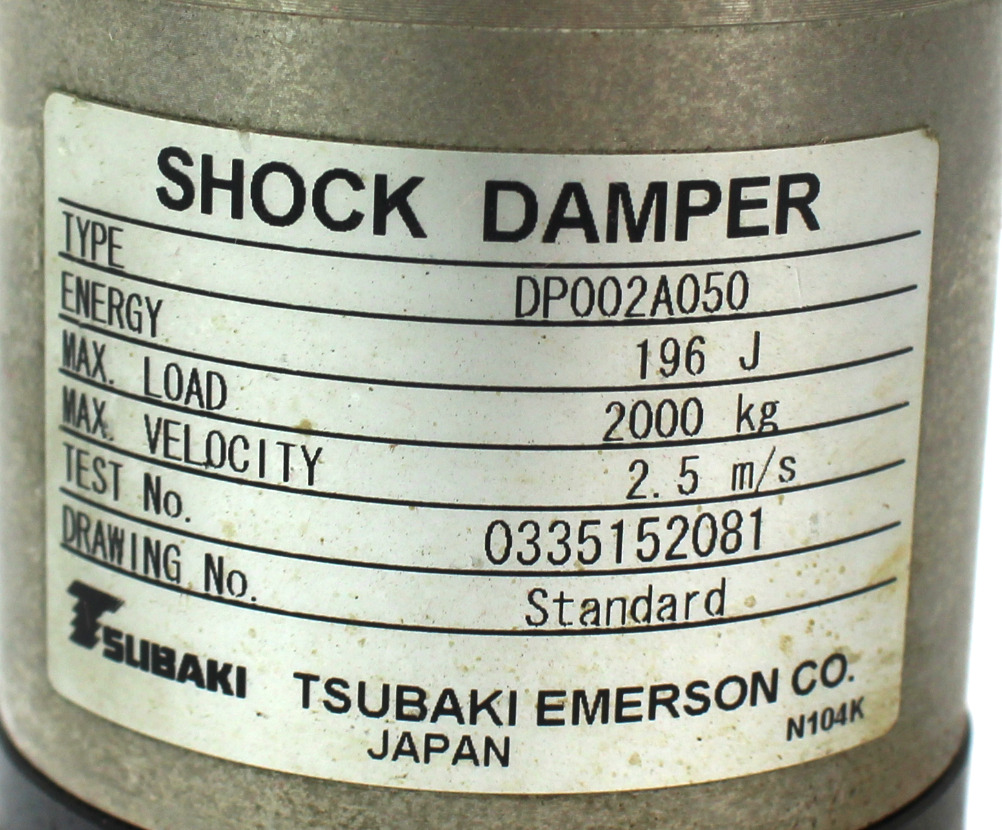 SHOCK DAMPER
TYPE DP002A050
ENERGY 196 J
MAX. LOAD 2000 kg
MAX. VELOCITY 2.5 m/s
TEST No. 0335152081
DRAWING No. Standard
TSUBAKI TSUBAKI EMERSON CO.
JAPAN N104K